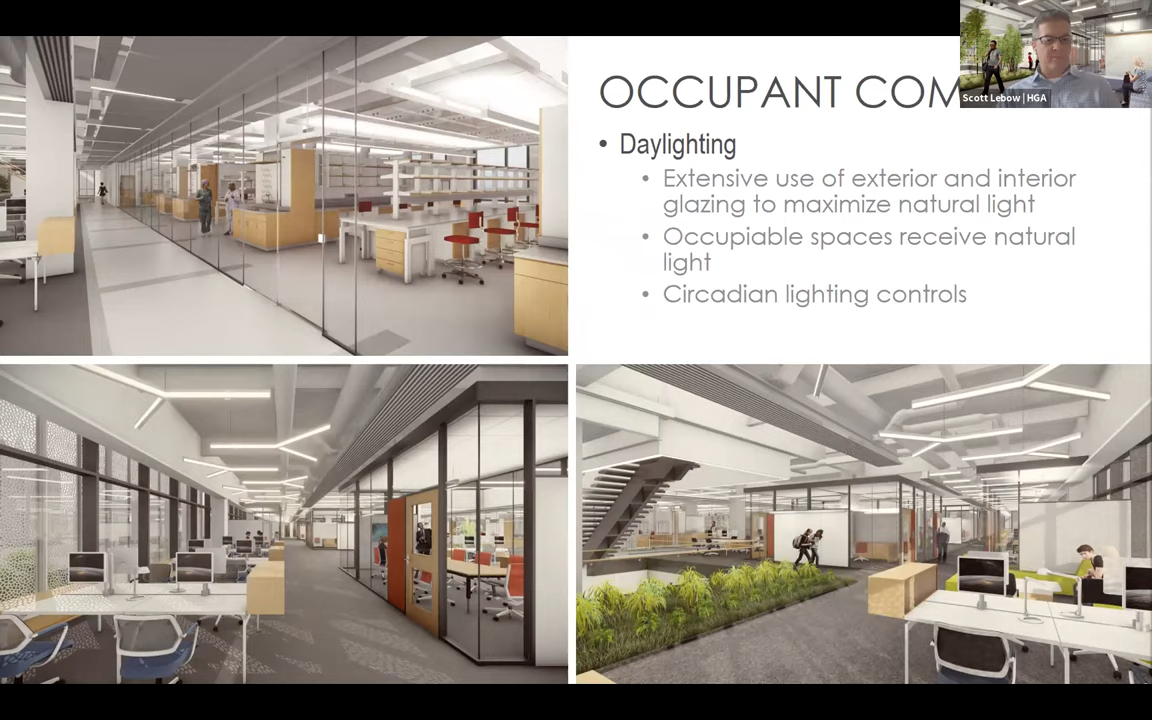 OCCUPANT COM
Scott Lebow | HGA
• Daylighting
• Extensive use of exterior and interior
glazing to maximize natural light
• Occupiable spaces receive natural
light
• Circadian lighting controls